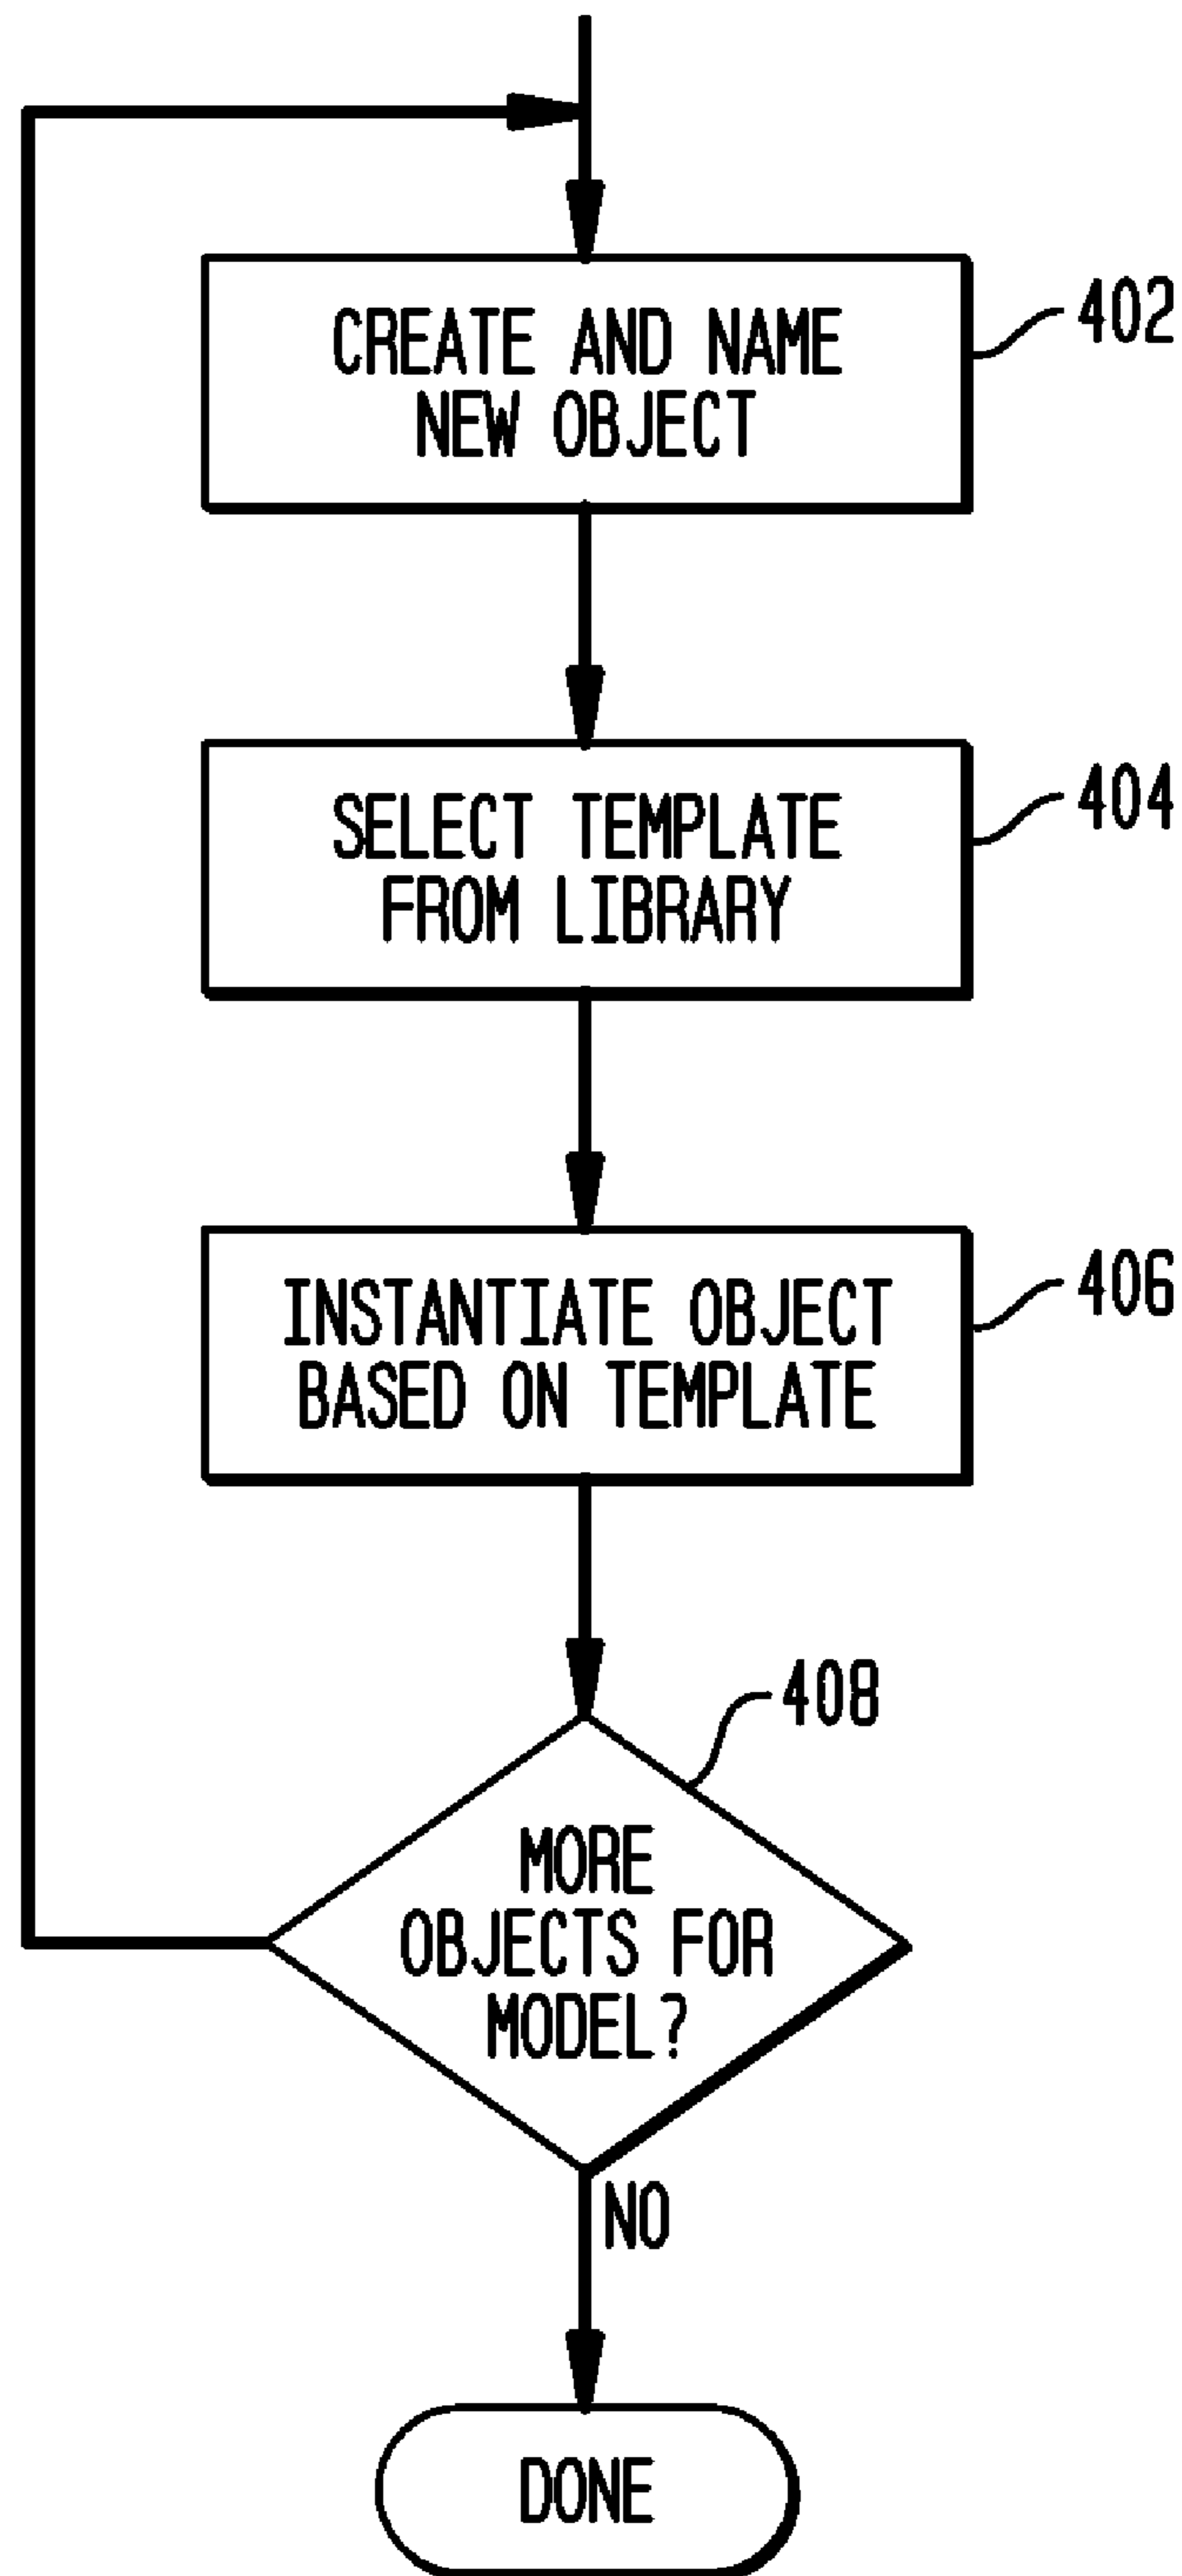 CREATE AND NAME
NEW OBJECT
402
SELECT TEMPLATE
FROM LIBRARY
404
INSTANTIATE OBJECT
BASED ON TEMPLATE
406
408
MORE
OBJECTS FOR
MODEL?
NO
DONE